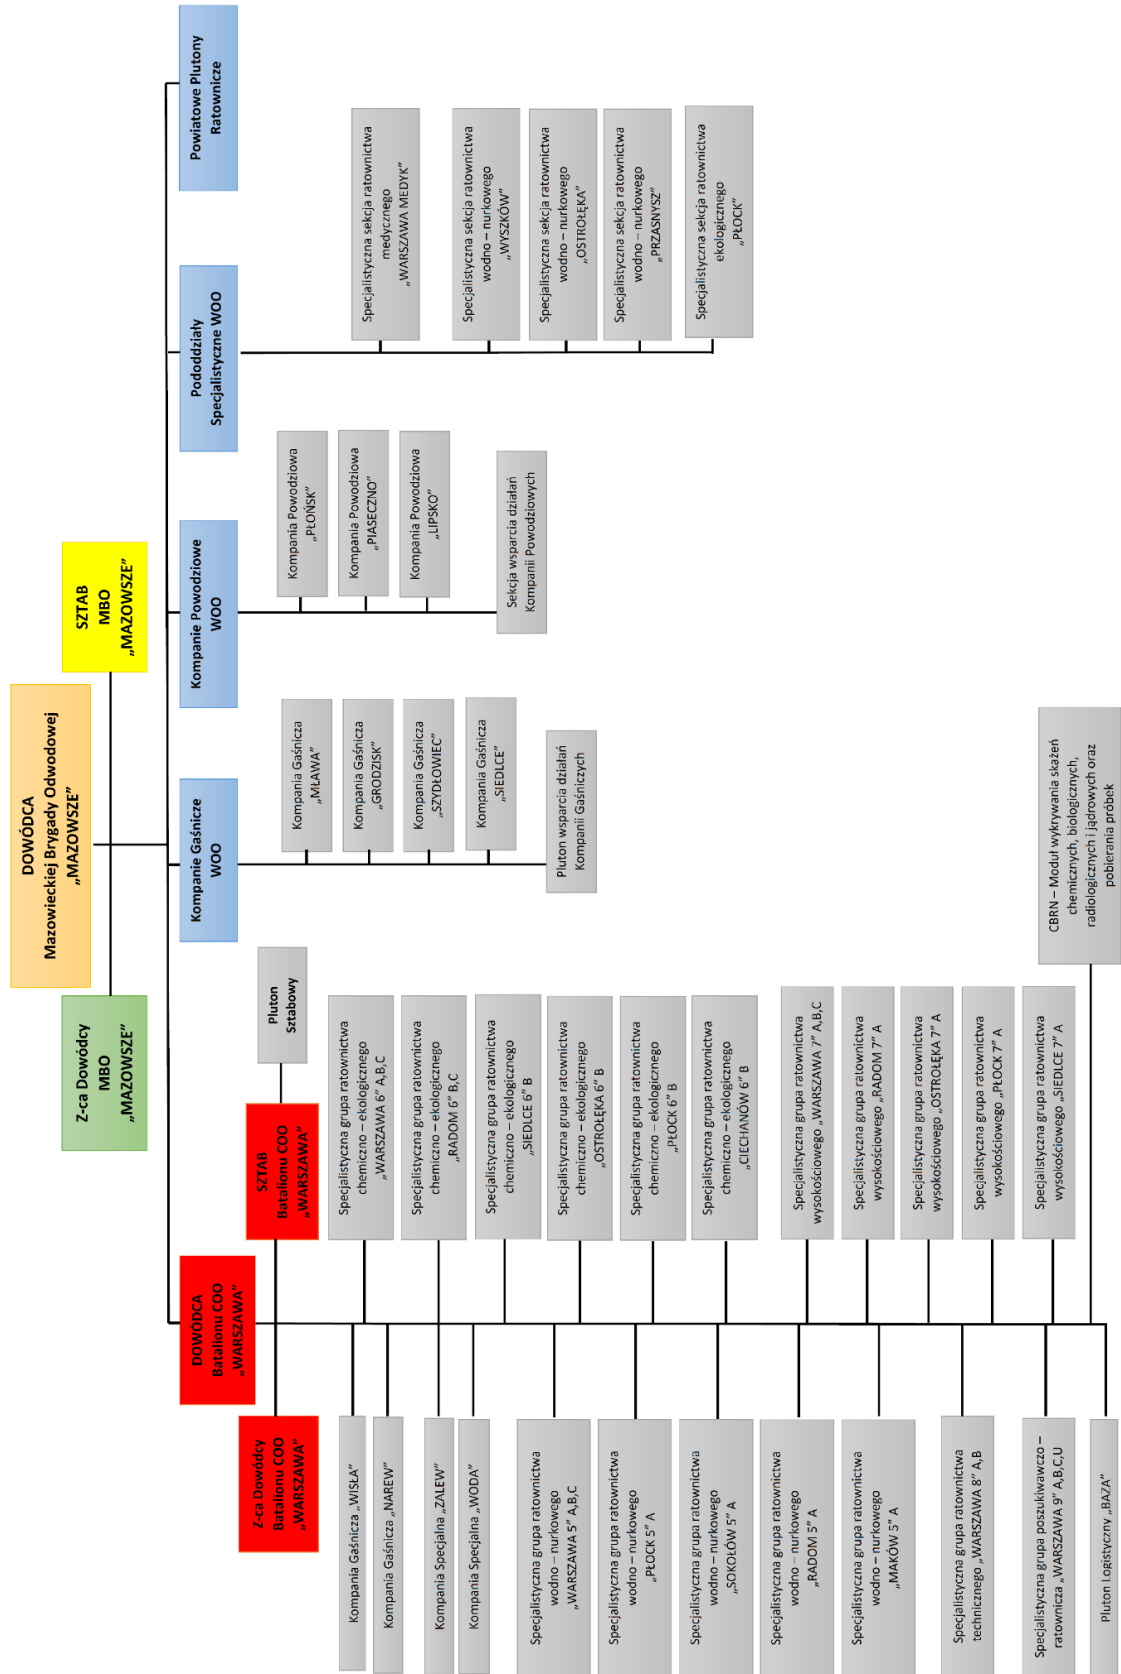 DOWÓDCA
Mazowieckiej Brygady Odwodowej
„MAZOWSZE”
Z-ca Dowódcy
MBO
„MAZOWSZE”
SZTAB
MBO
„MAZOWSZE”
DOWÓDCA
Batalionu COO
„WARSZAWA”
Kompanie Gaśnicze
WOO
Kompanie Powodziowe
WOO
Pododdziały
Specjalistyczne WOO
Powiatowe Plutony
Ratownicze
Z-ca Dowódcy
Batalionu COO
„WARSZAWA”
SZTAB
Batalionu COO
„WARSZAWA”
Pluton
Sztabowy
Kompania Gaśnicza „WISŁA”
Kompania Gaśnicza „NAREW”
Kompania Specjalna „ZALEW”
Kompania Specjalna „WODA”
Specjalistyczna grupa ratownictwa
wodno – nurkowego
„WARSZAWA 5” A,B,C
Specjalistyczna grupa ratownictwa
wodno – nurkowego
„PŁOCK 5” A
Specjalistyczna grupa ratownictwa
wodno – nurkowego
„SOKOŁÓW 5” A
Specjalistyczna grupa ratownictwa
wodno – nurkowego
„RADOM 5” A
Specjalistyczna grupa ratownictwa
wodno – nurkowego
„MAKÓW 5” A
Specjalistyczna grupa ratownictwa
technicznego „WARSZAWA 8” A,B
Specjalistyczna grupa poszukiwawczo –
ratownicza „WARSZAWA 9” A,B,C,U
Pluton Logistyczny „BAZA”
Specjalistyczna grupa ratownictwa
chemiczno – ekologicznego
„WARSZAWA 6” A,B,C
Specjalistyczna grupa ratownictwa
chemiczno – ekologicznego
„RADOM 6” B,C
Specjalistyczna grupa ratownictwa
chemiczno – ekologicznego
„SIEDLCE 6” B
Specjalistyczna grupa ratownictwa
chemiczno – ekologicznego
„OSTROŁĘKA 6” B
Specjalistyczna grupa ratownictwa
chemiczno – ekologicznego
„PŁOCK 6” B
Specjalistyczna grupa ratownictwa
chemiczno – ekologicznego
„CIECHANÓW 6” B
Specjalistyczna grupa ratownictwa
wysokościowego „WARSZAWA 7” A,B,C
Specjalistyczna grupa ratownictwa
wysokościowego „RADOM 7” A
Specjalistyczna grupa ratownictwa
wysokościowego „OSTROŁĘKA 7” A
Specjalistyczna grupa ratownictwa
wysokościowego „PŁOCK 7” A
Specjalistyczna grupa ratownictwa
wysokościowego „SIEDLCE 7” A
CBRN – Moduł wykrywania skażeń
chemicznych, biologicznych,
radiologicznych i jądrowych oraz
pobierania próbek
Kompania Gaśnicza
„MŁAWA”
Kompania Gaśnicza
„GRODZISK”
Kompania Gaśnicza
„SZYDŁOWIEC”
Kompania Gaśnicza
„SIEDLCE”
Pluton wsparcia działań
Kompanii Gaśniczych
Kompania Powodziowa
„PŁOŃSK”
Kompania Powodziowa
„PIASECZNO”
Kompania Powodziowa
„LIPSKO”
Sekcja wsparcia działań
Kompanii Powodziowych
Specjalistyczna sekcja ratownictwa
medycznego
„WARSZAWA MEDYK”
Specjalistyczna sekcja ratownictwa
wodno – nurkowego
„WYSZKÓW”
Specjalistyczna sekcja ratownictwa
wodno – nurkowego
„OSTROŁĘKA”
Specjalistyczna sekcja ratownictwa
wodno – nurkowego
„PRZASNYSZ”
Specjalistyczna sekcja ratownictwa
ekologicznego
„PŁOCK”